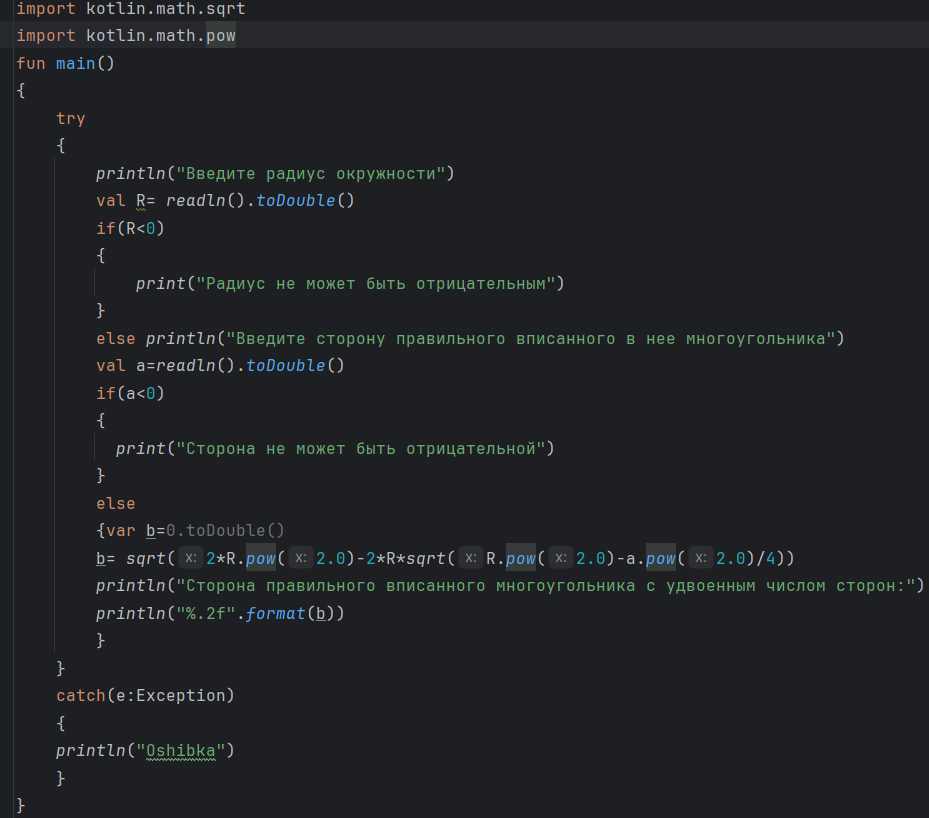 import kotlin.math.sqrt
import kotlin.math.pow
fun main()
{
    try
    {
        println("Введите радиус окружности")
        val R= readln().toDouble()
        if(R<0)
        {
            print("Радиус не может быть отрицательным")
        }
        else println("Введите сторону правильного вписанного в нее многоугольника")
        val a=readln().toDouble()
        if(a<0)
        {
          print("Сторона не может быть отрицательной")
        }
        else
        {var b=0.toDouble()
        b= sqrt( x: 2*R.pow( x: 2.0)-2*R*sqrt( x: R.pow( x: 2.0)-a.pow( x: 2.0)/4))
        println("Сторона правильного вписанного многоугольника с удвоенным числом сторон:")
        println("%.2f".format(b))
        }
    }
    catch(e:Exception)
    {
    println("Oshibka")
    }
}